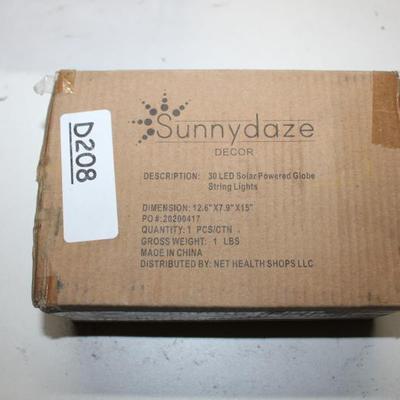 D208
Sunnydaze
DECOR
DESCRIPTION: 30 LED Solar Powered Globe
String Lights
DIMENSION: 12.6"X7.9"X15"
PO#:20200417
QUANTITY: 1 PCS/CTN
GROSS WEIGHT: 1 LBS
MADE IN CHINA
DISTRIBUTED BY: NET HEALTH SHOPS LLC